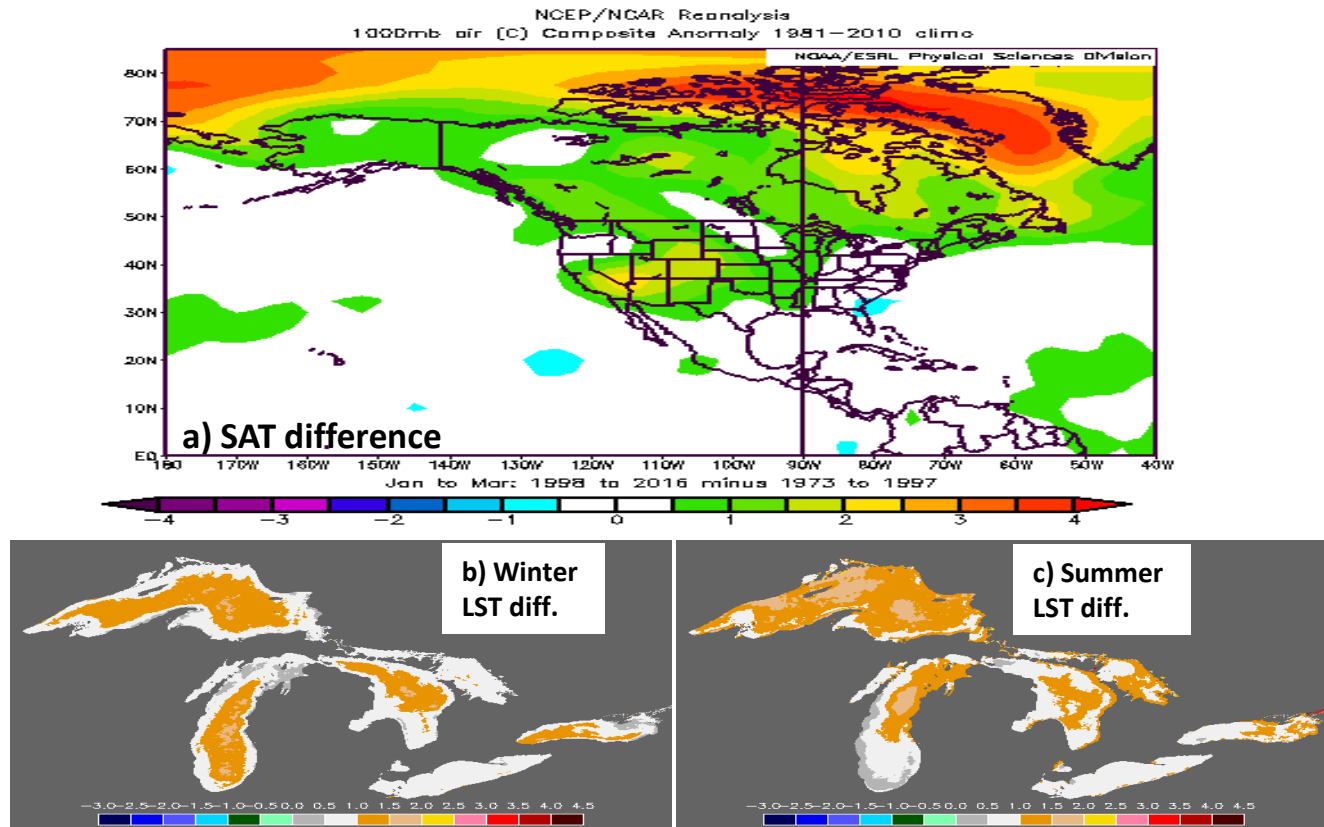 NCEP/NCAR Reanalysis
1000mb air (C) Composite Anomaly 1981-2010 climo
NOAA/ESRL Physical Sciences Division
80N
70N
60N
50N
40N
30N
20N
10N
EQ
a) SAT difference
180 170W 160W 150W 140W 130W 120W 110W 100W 90W 80W 70W 60W 50W 40W
Jan to Mar: 1998 to 2016 minus 1973 to 1997
-4 -3 -2 -1 0 1 2 3 4
b) Winter
LST diff.
-3.0-2.5-2.0-1.5-1.0-0.5 0.0 0.5 1.0 1.5 2.0 2.5 3.0 3.5 4.0 4.5
c) Summer
LST diff.
-3.0-2.5-2.0-1.5-1.0-0.5 0.0 0.5 1.0 1.5 2.0 2.5 3.0 3.5 4.0 4.5